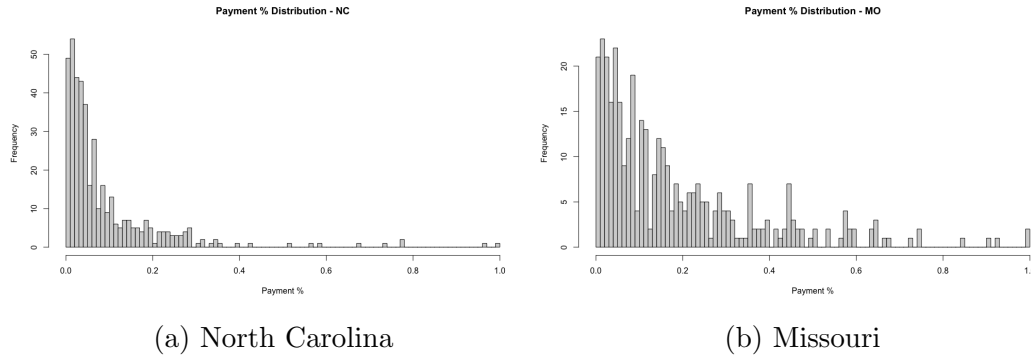 Payment % Distribution - NC
Frequency
50
40
30
20
10
0
0.0 0.2 0.4 0.6 0.8 1.0
Payment %
(a) North Carolina
Payment % Distribution - MO
Frequency
20
15
10
5
0
0.0 0.2 0.4 0.6 0.8 1.
Payment %
(b) Missouri